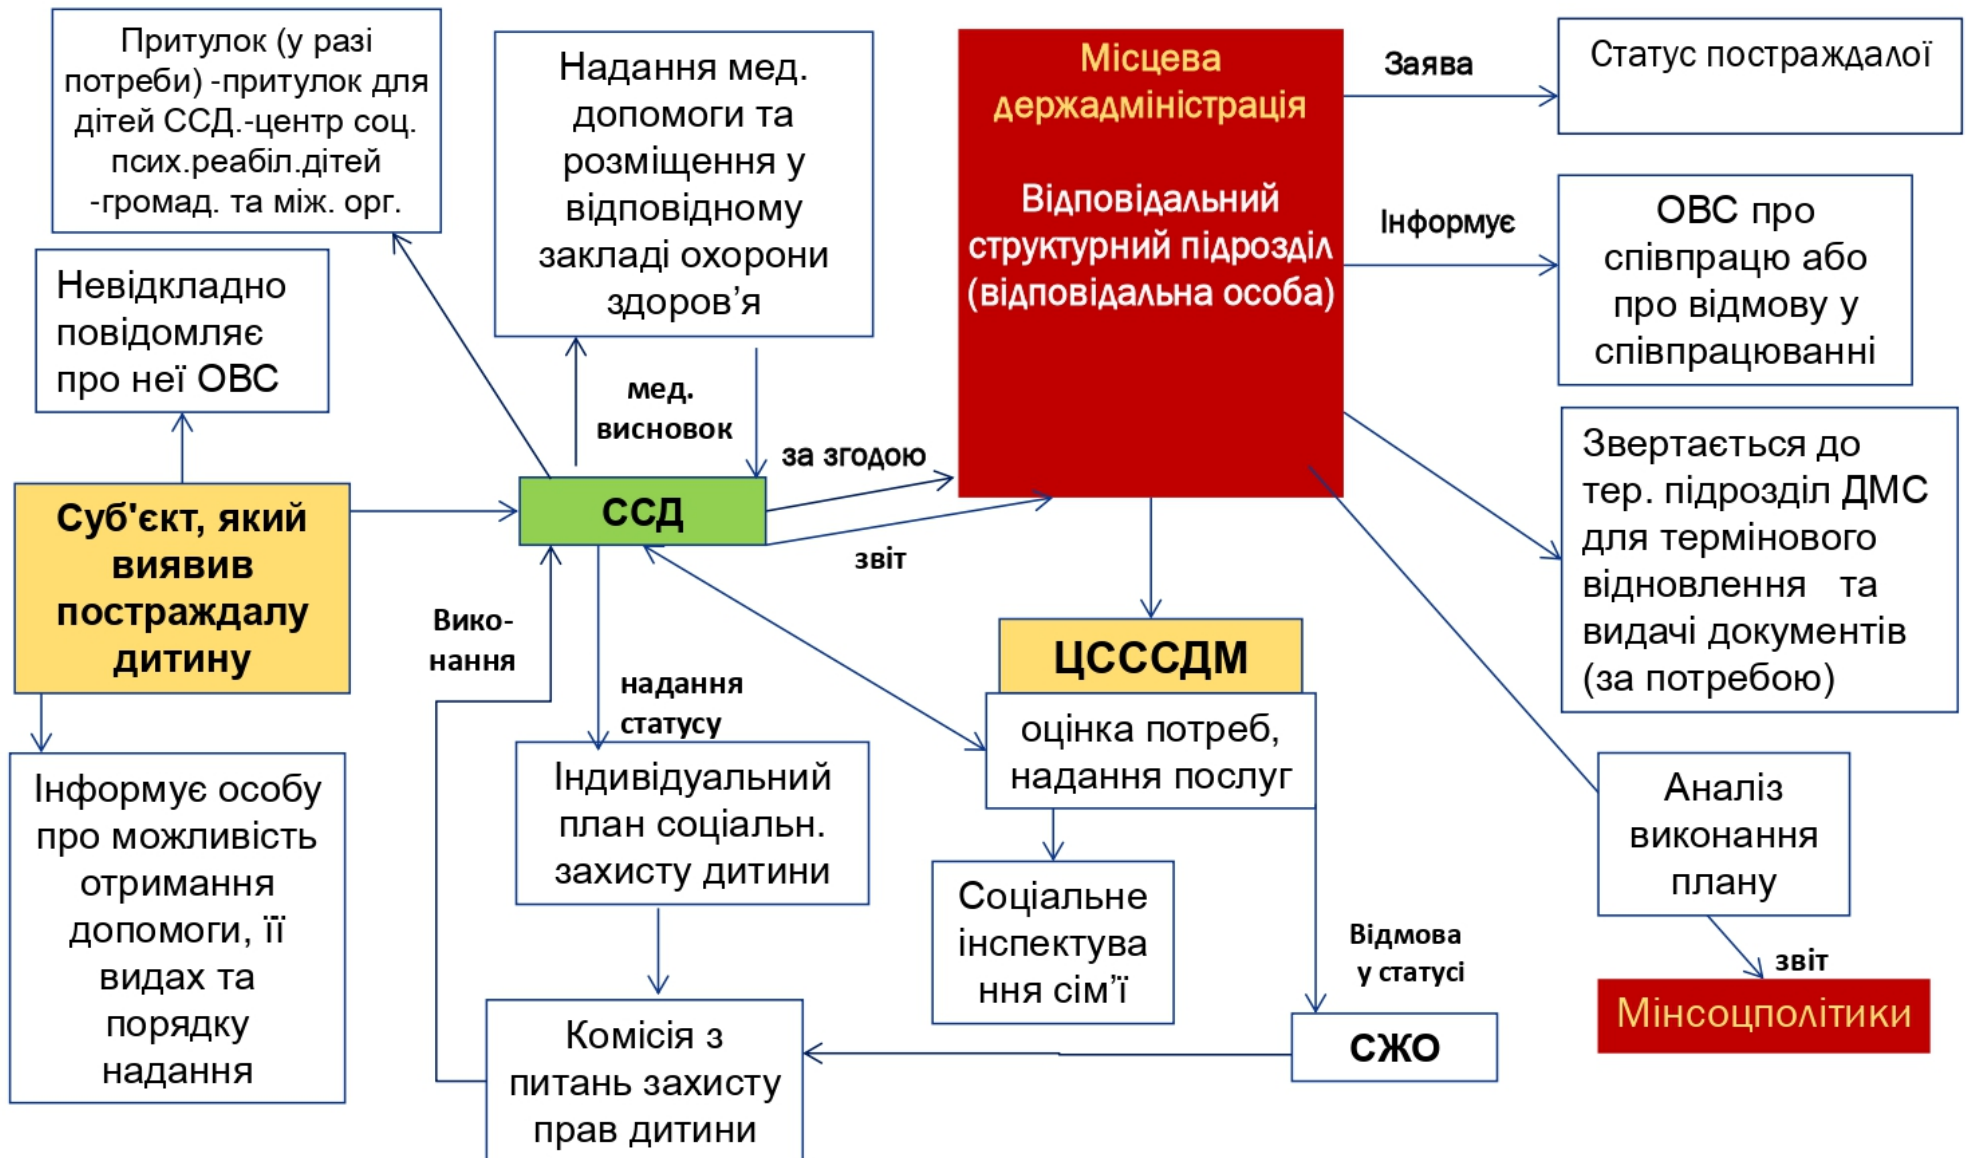 Притулок (у разі
потреби) -притулок для
дітей ССД.-центр соц.
псих.реабіл.дітей
-громад. та між. орг.
Надання мед.
допомоги та
розміщення у
відповідному
закладі охорони
здоров’я
Місцева
держадміністрація
Відповідальний
структурний підрозділ
(відповідальна особа)
Заява
Статус постраждалої
Інформує
ОВС про
співпрацю або
про відмову у
співпрацюванні
Невідкладно
повідомляє
про неї ОВС
мед.
висновок
за згодою
Звертається до
тер. підрозділ ДМС
для термінового
відновлення та
видачі документів
(за потребою)
Суб'єкт, який
виявив
постраждалу
дитину
ССД
звіт
Вико-
нання
надання
статусу
ЦСССДМ
оцінка потреб,
надання послуг
Інформує особу
про можливість
отримання
допомоги, її
видах та
порядку
надання
Індивідуальний
план соціальн.
захисту дитини
Соціальне
інспектува
ння сім’ї
Аналіз
виконання
плану
Відмова
у статусі
звіт
Мінсоцполітики
Комісія з
питань захисту
прав дитини
СЖО